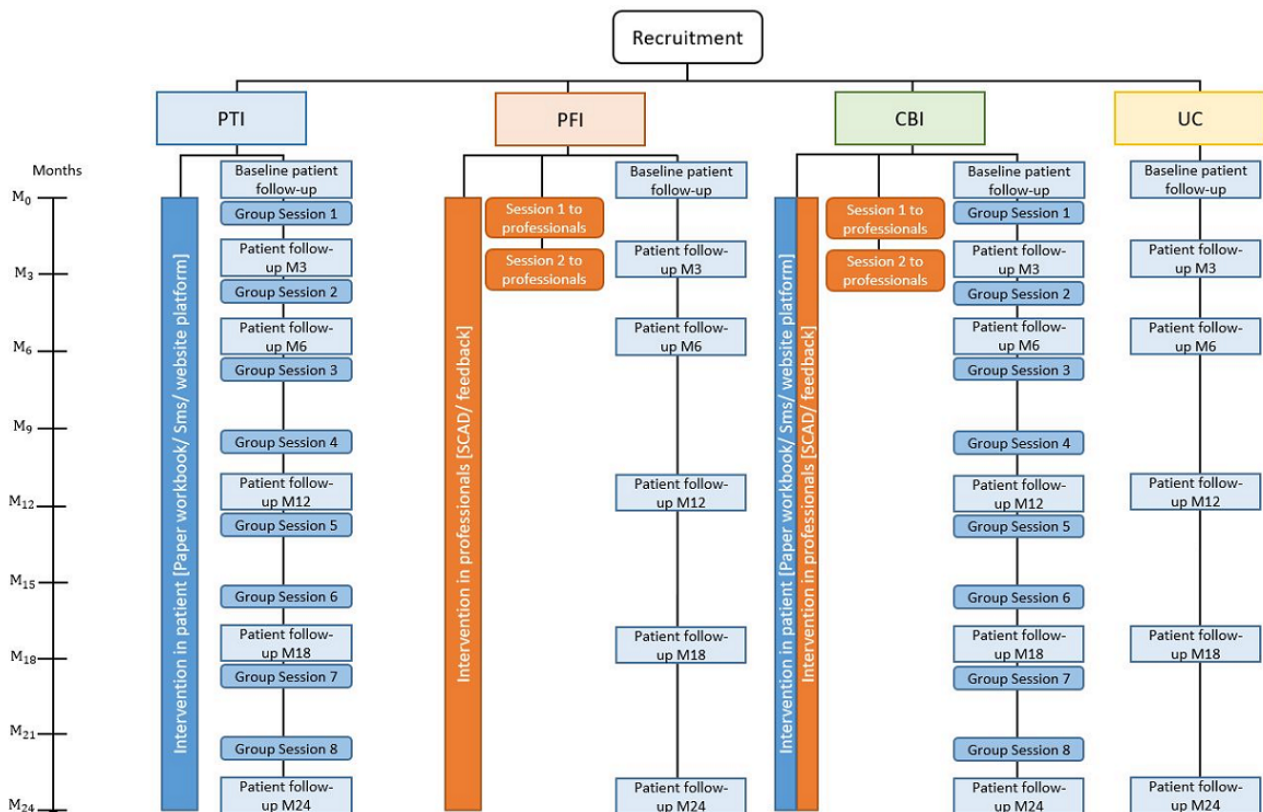 Recruitment
PTI
PFI
CBI
UC
Months
M0
M3
M6
M9
M12
M15
M18
M21
M24
Intervention in patient [Paper workbook/ Sms/ website platform]
Baseline patient
follow-up
Group Session 1
Patient follow-
up M3
Group Session 2
Patient follow-
up M6
Group Session 3
Group Session 4
Patient follow-
up M12
Group Session 5
Group Session 6
Patient follow-
up M18
Group Session 7
Group Session 8
Patient follow-
up M24
Intervention in professionals [SCAD/ feedback]
Session 1 to
professionals
Session 2 to
professionals
Baseline patient
follow-up
Patient follow-
up M3
Patient follow-
up M6
Patient follow-
up M12
Patient follow-
up M18
Patient follow-
up M24
Intervention in patient [Paper workbook/ Sms/ website platform]
Intervention in professionals [SCAD/ feedback]
Session 1 to
professionals
Session 2 to
professionals
Baseline patient
follow-up
Group Session 1
Patient follow-
up M3
Group Session 2
Patient follow-
up M6
Group Session 3
Group Session 4
Patient follow-
up M12
Group Session 5
Group Session 6
Patient follow-
up M18
Group Session 7
Group Session 8
Patient follow-
up M24
Baseline patient
follow-up
Patient follow-
up M3
Patient follow-
up M6
Patient follow-
up M12
Patient follow-
up M18
Patient follow-
up M24